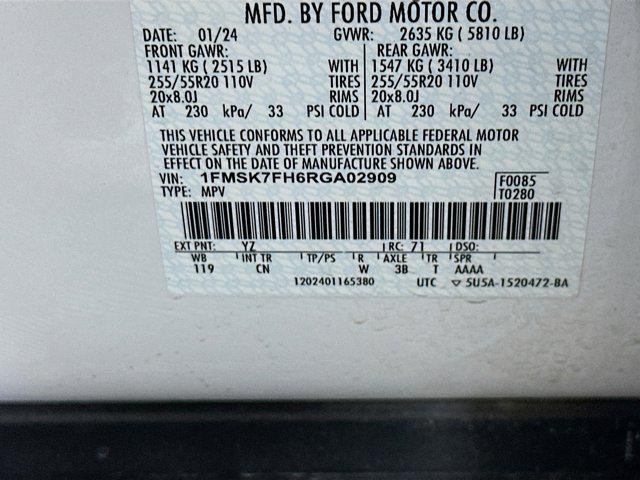 MFD. BY FORD MOTOR CO.
DATE: 01/24 GVWR: 2635 KG ( 5810 LB)
FRONT GAWR: REAR GAWR:
1141 KG ( 2515 LB) WITH 1547 KG ( 3410 LB) WITH
255/55R20 110V TIRES 255/55R20 110V TIRES
20x8.0J RIMS 20x8.0J RIMS
AT 230 kPa/ 33 PSI COLD AT 230 kPa/ 33 PSI COLD
THIS VEHICLE CONFORMS TO ALL APPLICABLE FEDERAL MOTOR
VEHICLE SAFETY AND THEFT PREVENTION STANDARDS IN
EFFECT ON THE DATE OF MANUFACTURE SHOWN ABOVE.
VIN: 1FMSK7FH6RGA02909 F0085
TYPE: MPV T0280
EXT PNT: YZ RC: 71 DSO:
WB INT TR TP/PS R AXLE TR SPR
119 CN W 3B T AAAA
1202401165380 UTC ▽ 5U5A-1520472-BA